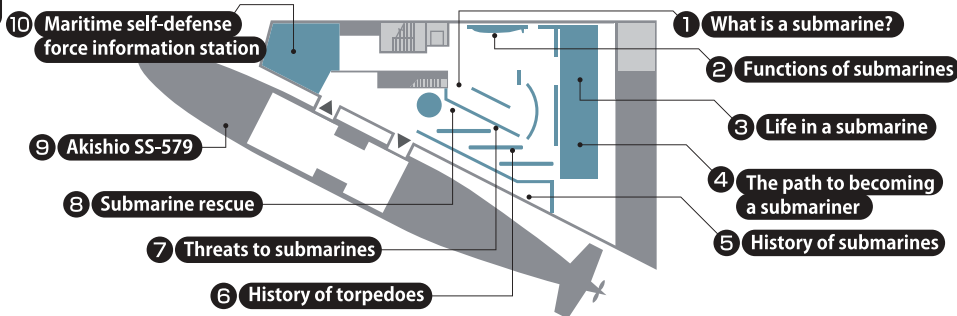 1 What is a submarine?
2 Functions of submarines
3 Life in a submarine
4 The path to becoming
a submariner
5 History of submarines
6 History of torpedoes
7 Threats to submarines
8 Submarine rescue
9 Akishio SS-579
10 Maritime self-defense
force information station